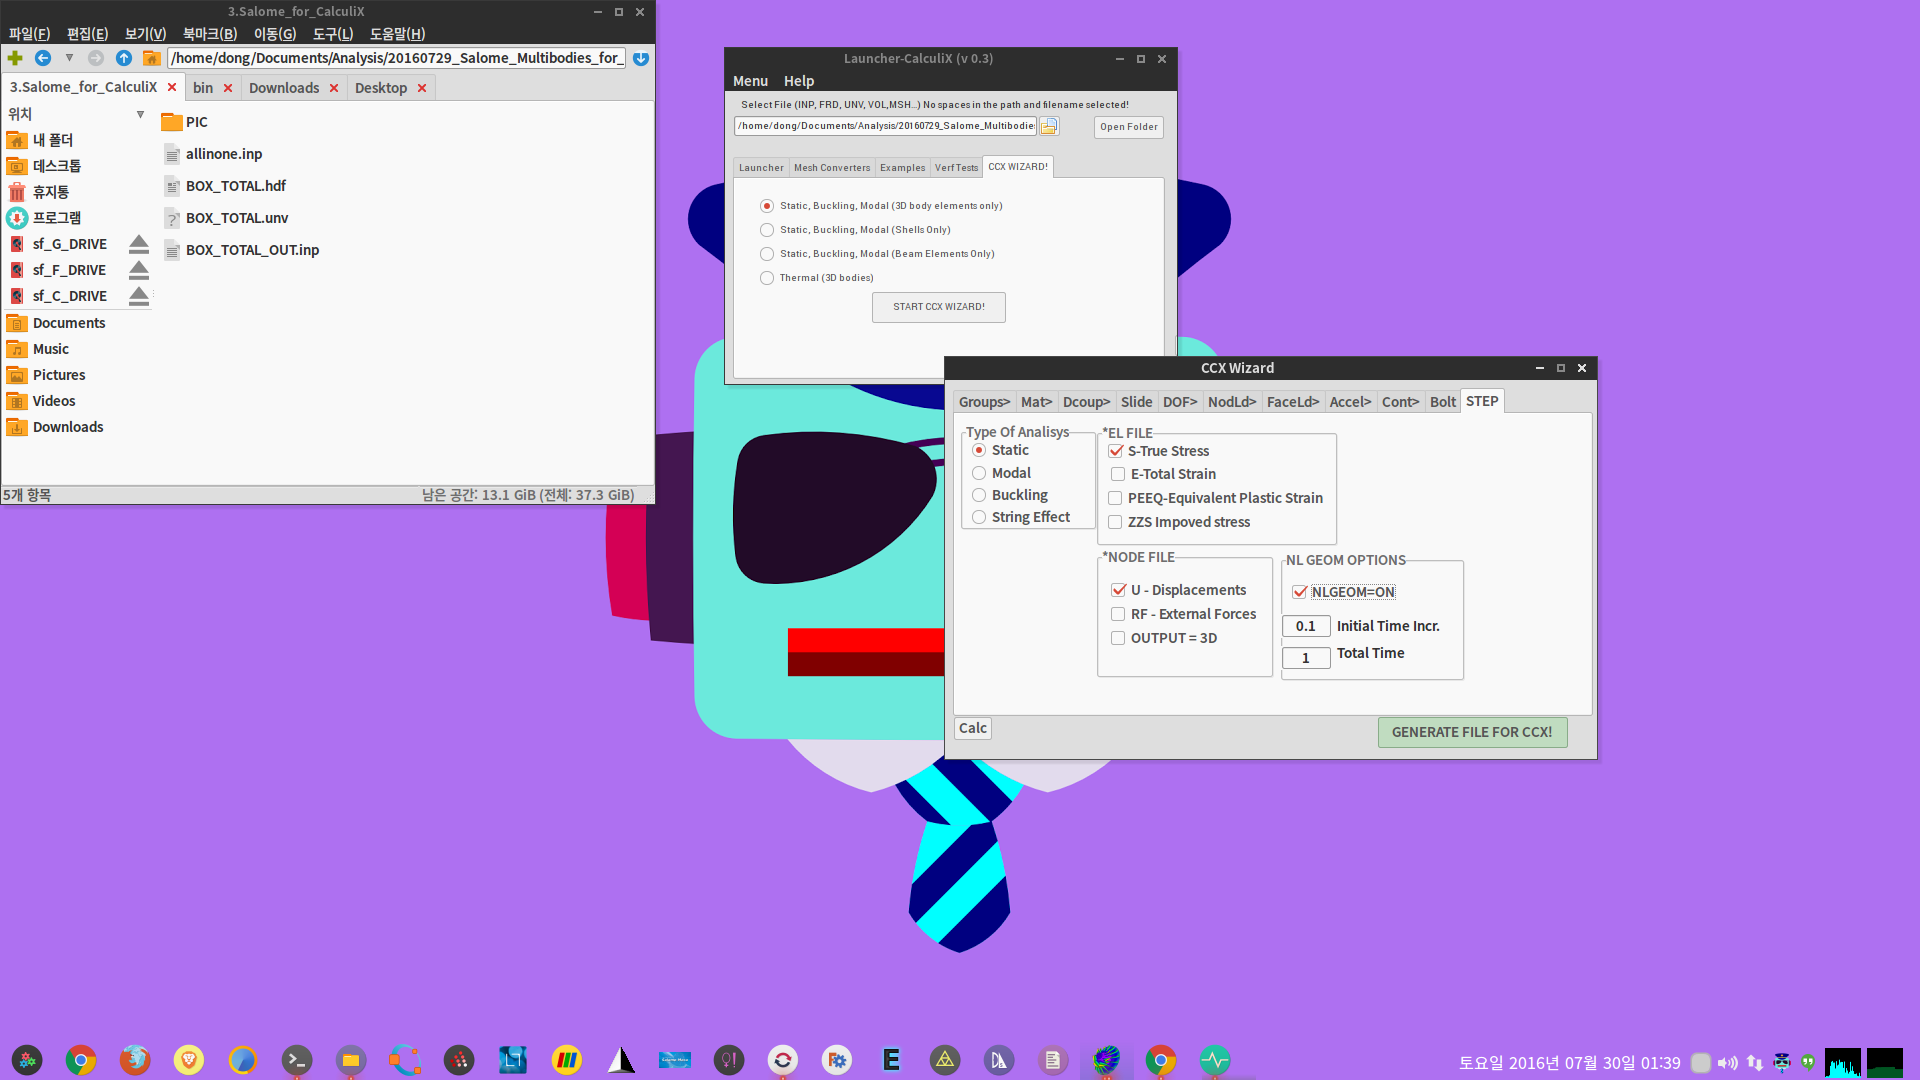 3.Salome_for_CalculiX
파일(F) 편집(E) 보기(V) 북마크(B) 이동(G) 도구(L) 도움말(H)
/home/dong/Documents/Analysis/20160729_Salome_Multibodies_for_
3.Salome_for_CalculiX bin Downloads Desktop
위치
내 폴더
데스크톱
휴지통
프로그램
sf_G_DRIVE
sf_F_DRIVE
sf_C_DRIVE
Documents
Music
Pictures
Videos
Downloads
PIC
allinone.inp
BOX_TOTAL.hdf
BOX_TOTAL.unv
BOX_TOTAL_OUT.inp
5개 항목
남은 공간: 13.1 GiB (전체: 37.3 GiB)
Launcher-CalculiX (v 0.3)
Menu Help
Select File (INP, FRD, UNV, VOL,MSH...) No spaces in the path and filename selected!
/home/dong/Documents/Analysis/20160729_Salome_Multibodie
Open Folder
Launcher Mesh Converters Examples Verf Tests CCX WIZARD!
Static, Buckling, Modal (3D body elements only)
Static, Buckling, Modal (Shells Only)
Static, Buckling, Modal (Beam Elements Only)
Thermal (3D bodies)
START CCX WIZARD!
CCX Wizard
Groups> Mat> Dcoup> Slide DOF> NodLd> FaceLd> Accel> Cont> Bolt STEP
Type Of Analisys
Static
Modal
Buckling
String Effect
*EL FILE
S-True Stress
E-Total Strain
PEEQ-Equivalent Plastic Strain
ZZS Impoved stress
*NODE FILE
U - Displacements
RF - External Forces
OUTPUT = 3D
NL GEOM OPTIONS
NLGEOM=ON
0.1 Initial Time Incr.
1 Total Time
Calc
GENERATE FILE FOR CCX!
E
토요일 2016년 07월 30일 01:39